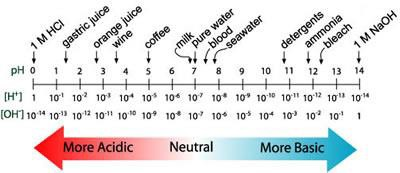 1 M HCl gastric juice orange juice wine coffee milk pure water blood seawater detergents ammonia bleach 1 M NaOH
pH 0 1 2 3 4 5 6 7 8 9 10 11 12 13 14
[H⁺] 1 10⁻¹ 10⁻² 10⁻³ 10⁻⁴ 10⁻⁵ 10⁻⁶ 10⁻⁷ 10⁻⁸ 10⁻⁹ 10⁻¹⁰ 10⁻¹¹ 10⁻¹² 10⁻¹³ 10⁻¹⁴
[OH⁻] 10⁻¹⁴ 10⁻¹³ 10⁻¹² 10⁻¹¹ 10⁻¹⁰ 10⁻⁹ 10⁻⁸ 10⁻⁷ 10⁻⁶ 10⁻⁵ 10⁻⁴ 10⁻³ 10⁻² 10⁻¹ 1
More Acidic Neutral More Basic